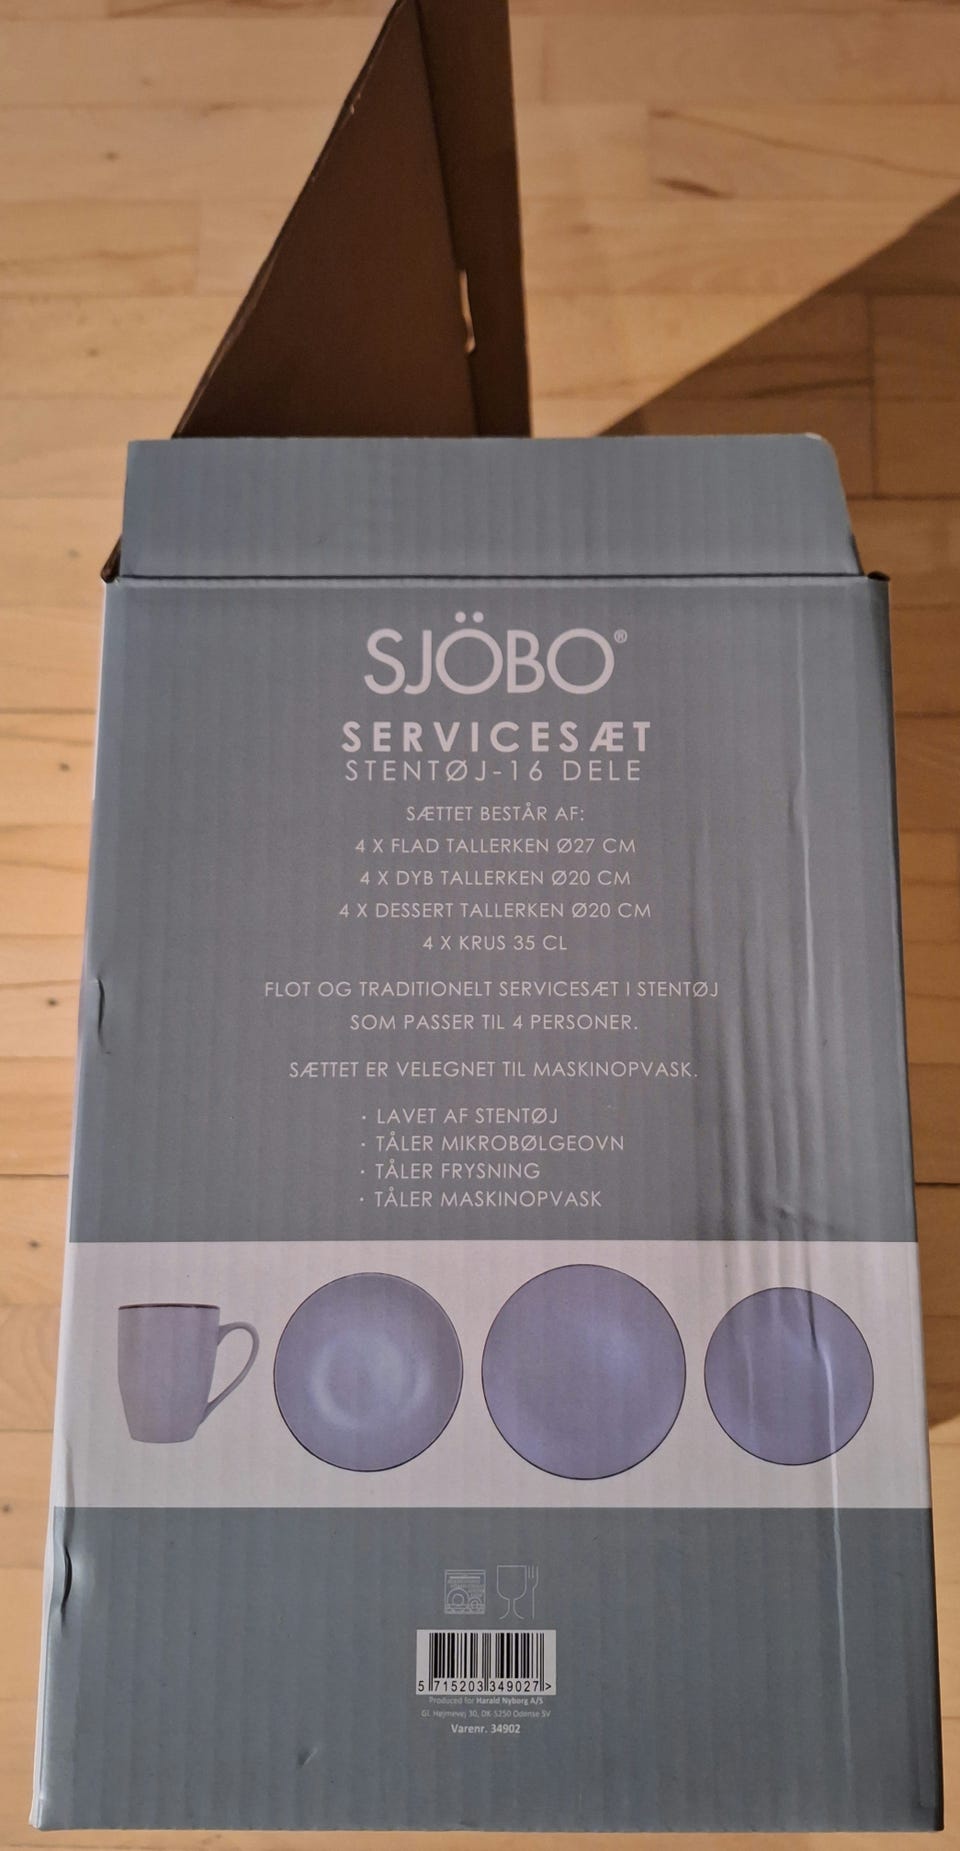 SJÖBO®
SERVICESÆT
STENTØJ-16 DELE
SÆTTET BESTÅR AF:
4 X FLAD TALLERKEN Ø27 CM
4 X DYB TALLERKEN Ø20 CM
4 X DESSERT TALLERKEN Ø20 CM
4 X KRUS 35 CL
FLOT OG TRADITIONELT SERVICESÆT I STENTØJ
SOM PASSER TIL 4 PERSONER.
SÆTTET ER VELEGNET TIL MASKINOPVASK.
· LAVET AF STENTØJ
· TÅLER MIKROBØLGEOVN
· TÅLER FRYSNING
· TÅLER MASKINOPVASK
5 715203 349027 >
Produced for Harald Nyborg A/S
Gl. Højmevej 30, DK-5250 Odense SV
Varenr. 34902